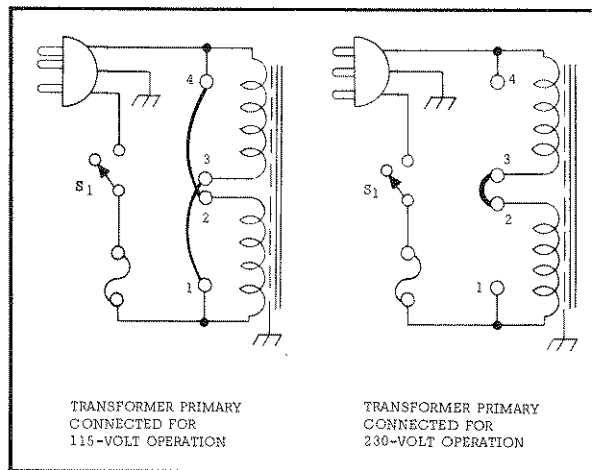 4
3
S1
2
1
TRANSFORMER PRIMARY
CONNECTED FOR
115-VOLT OPERATION
4
3
S1
2
1
TRANSFORMER PRIMARY
CONNECTED FOR
230-VOLT OPERATION